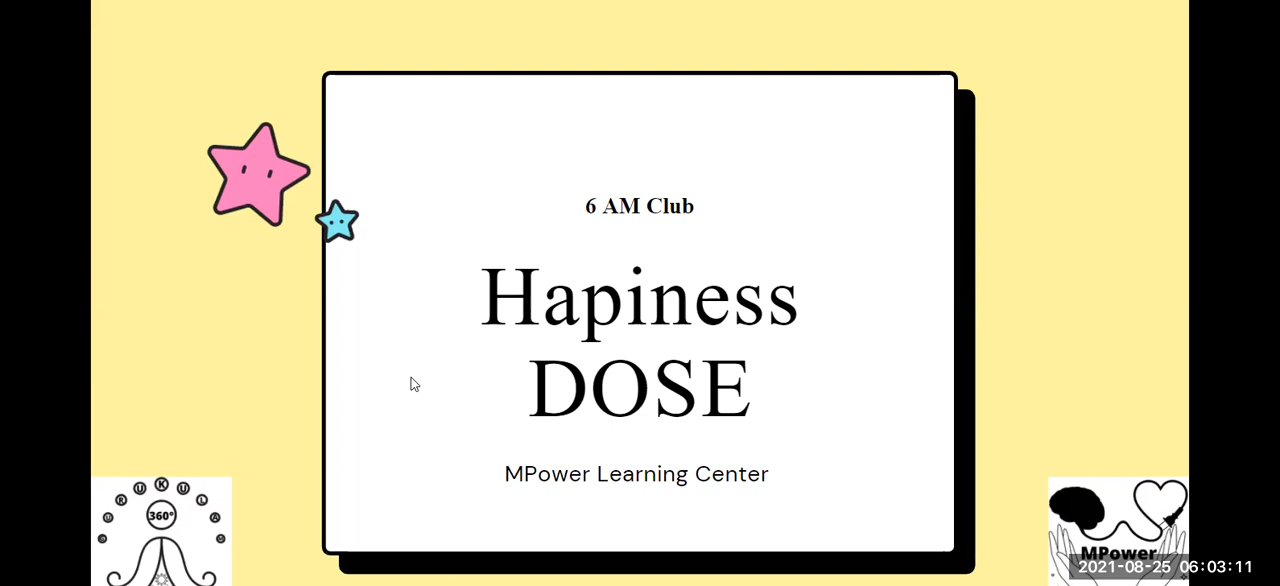 6 AM Club
Hapiness
DOSE
MPower Learning Center
360°
MPower
2021-08-25 06:03:11